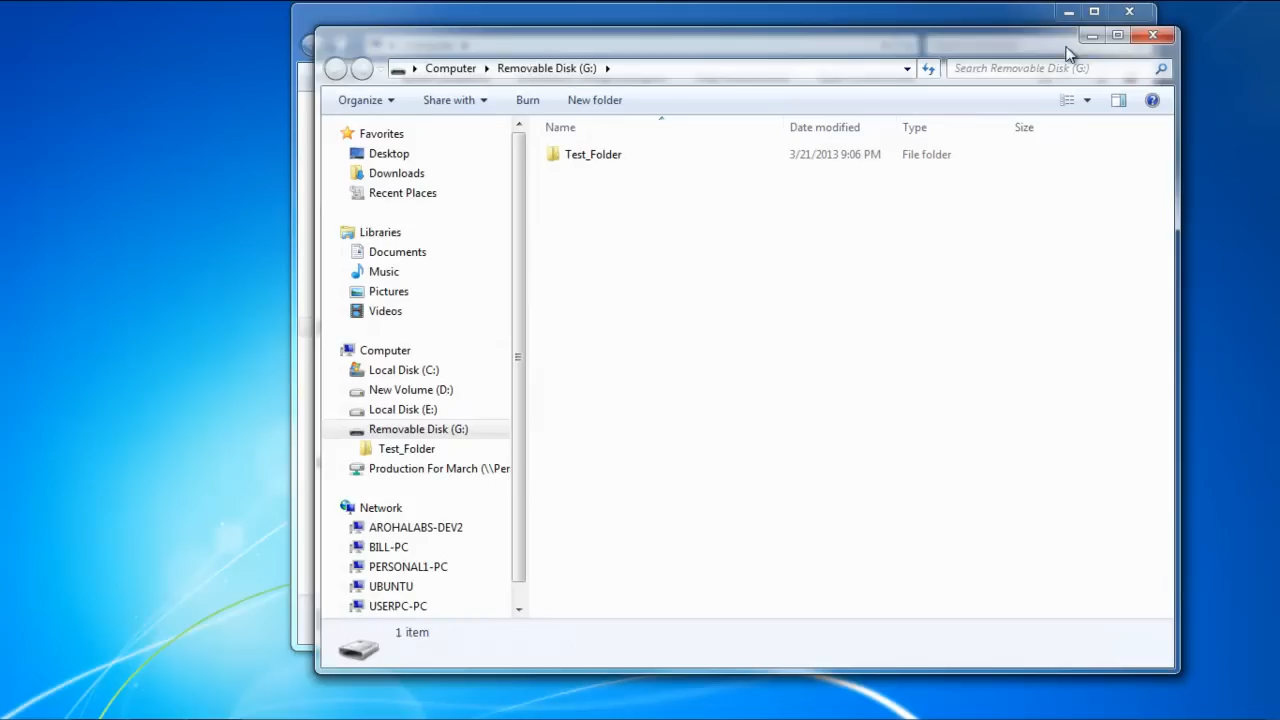 Computer Removable Disk (G:)
Search Removable Disk (G:)
Organize Share with Burn New folder
Name Date modified Type Size
Test_Folder 3/21/2013 9:06 PM File folder
Favorites
Desktop
Downloads
Recent Places
Libraries
Documents
Music
Pictures
Videos
Computer
Local Disk (C:)
New Volume (D:)
Local Disk (E:)
Removable Disk (G:)
Test_Folder
Production For March (\\Per
Network
AROHALABS-DEV2
BILL-PC
PERSONAL1-PC
UBUNTU
USERPC-PC
1 item